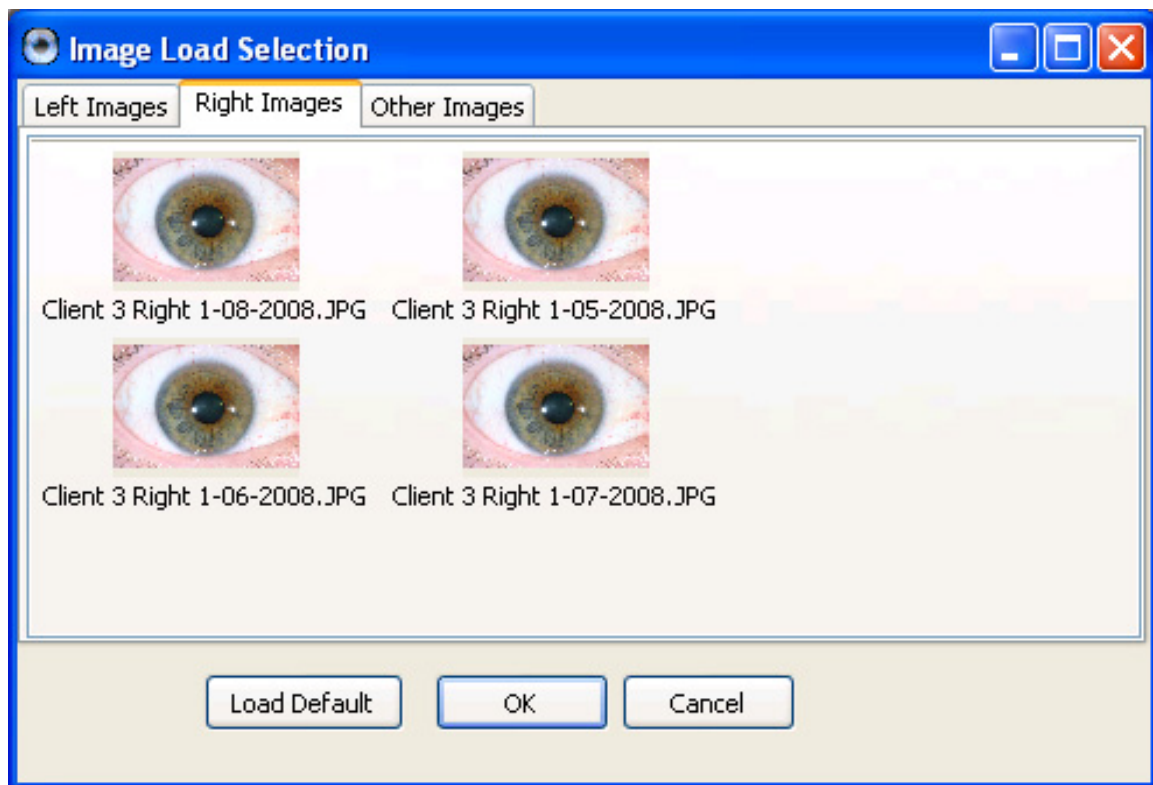 Image Load Selection
Left Images Right Images Other Images
Client 3 Right 1-08-2008.JPG Client 3 Right 1-05-2008.JPG
Client 3 Right 1-06-2008.JPG Client 3 Right 1-07-2008.JPG
Load Default OK Cancel